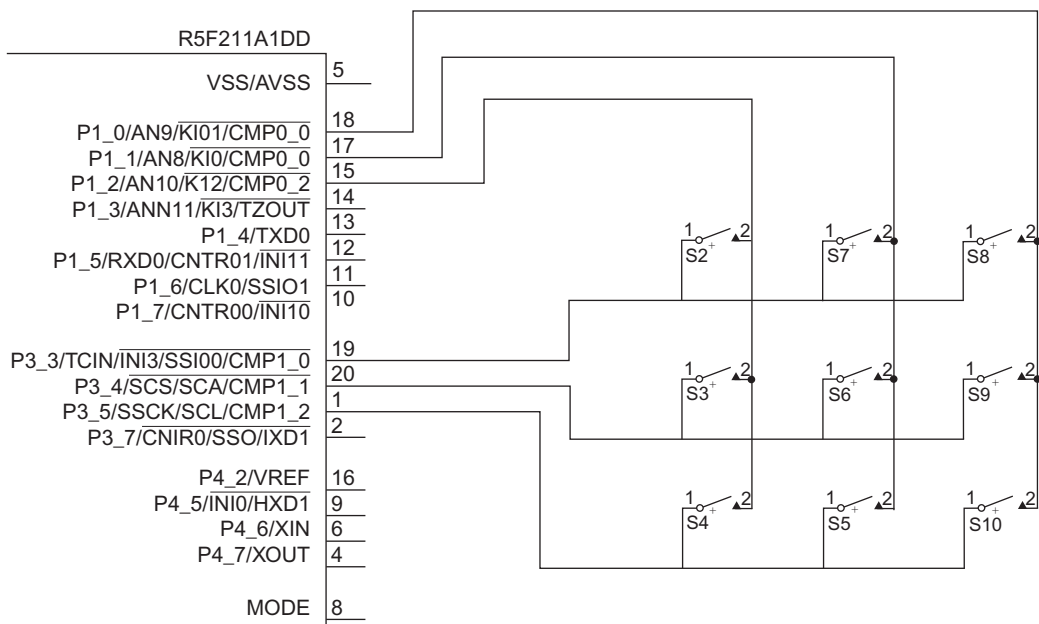 R5F211A1DD
VSS/AVSS 5
P1_0/AN9/KI01/CMP0_0 18
P1_1/AN8/KI0/CMP0_0 17
P1_2/AN10/K12/CMP0_2 15
P1_3/ANN11/KI3/TZOUT 14
P1_4/TXD0 13
P1_5/RXD0/CNTR01/INI11 12
P1_6/CLK0/SSIO1 11
P1_7/CNTR00/INI10 10
P3_3/TCIN/INI3/SSI00/CMP1_0 19
P3_4/SCS/SCA/CMP1_1 20
P3_5/SSCK/SCL/CMP1_2 1
P3_7/CNIR0/SSO/IXD1 2
P4_2/VREF 16
P4_5/INI0/HXD1 9
P4_6/XIN 6
P4_7/XOUT 4
MODE 8
1 2 1 2 1 2
S2 + S7 + S8 +
1 2 1 2 1 2
S3 + S6 + S9 +
1 2 1 2 1 2
S4 + S5 + S10 +